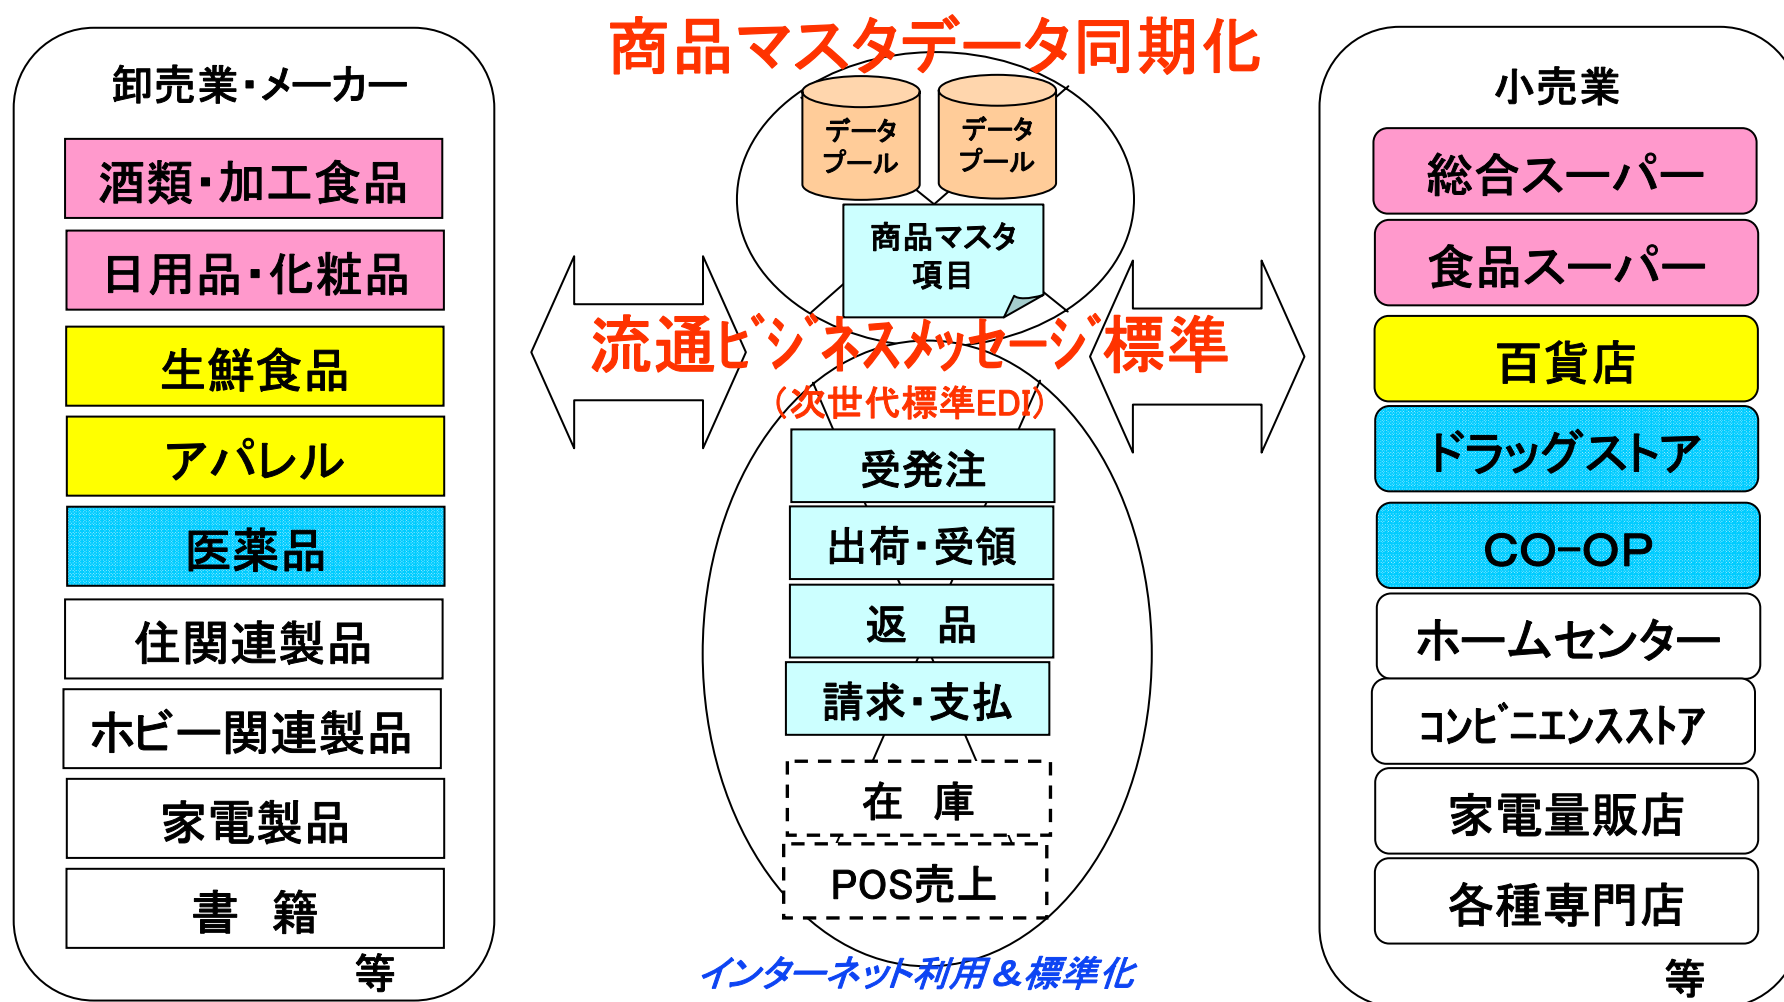 卸売業・メーカー
酒類・加工食品
日用品・化粧品
生鮮食品
アパレル
医薬品
住関連製品
ホビー関連製品
家電製品
書　籍
等
商品マスタデータ同期化
データ
プール
データ
プール
商品マスタ
項目
流通ﾋﾞジネスメッセージ標準
（次世代標準EDI）
受発注
出荷・受領
返　品
請求・支払
在　庫
POS売上
インターネット利用＆標準化
小売業
総合スーパー
食品スーパー
百貨店
ドラッグストア
CO-OP
ホームセンター
コンビニエンスストア
家電量販店
各種専門店
等